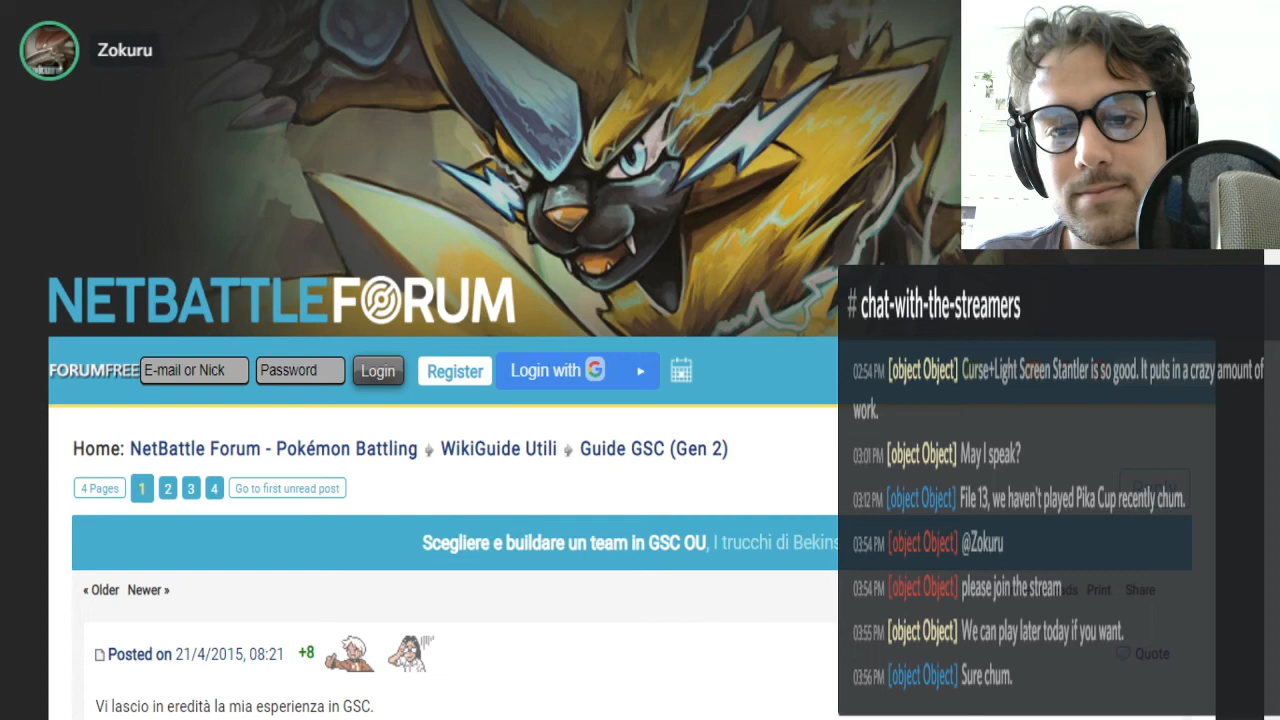 Zokuru
NETBATTLEFORUM
FORUMFREE E-mail or Nick Password Login Register Login with
Home: NetBattle Forum - Pokémon Battling WikiGuide Utili Guide GSC (Gen 2)
4 Pages 1 2 3 4 Go to first unread post
Scegliere e buildare un team in GSC OU, I trucchi di Bekins
« Older Newer »
Posted on 21/4/2015, 08:21 +8
Vi lascio in eredità la mia esperienza in GSC.
# chat-with-the-streamers
02:54 PM [object Object] Curse+Light Screen Stantler is so good. It puts in a crazy amount of
work.
03:01 PM [object Object] May I speak?
Reply
03:12 PM [object Object] File 13, we haven't played Pika Cup recently chum.
03:54 PM [object Object] @Zokuru
03:54 PM [object Object] please join the stream
Print Share
03:55 PM [object Object] We can play later today if you want.
Quote
03:56 PM [object Object] Sure chum.